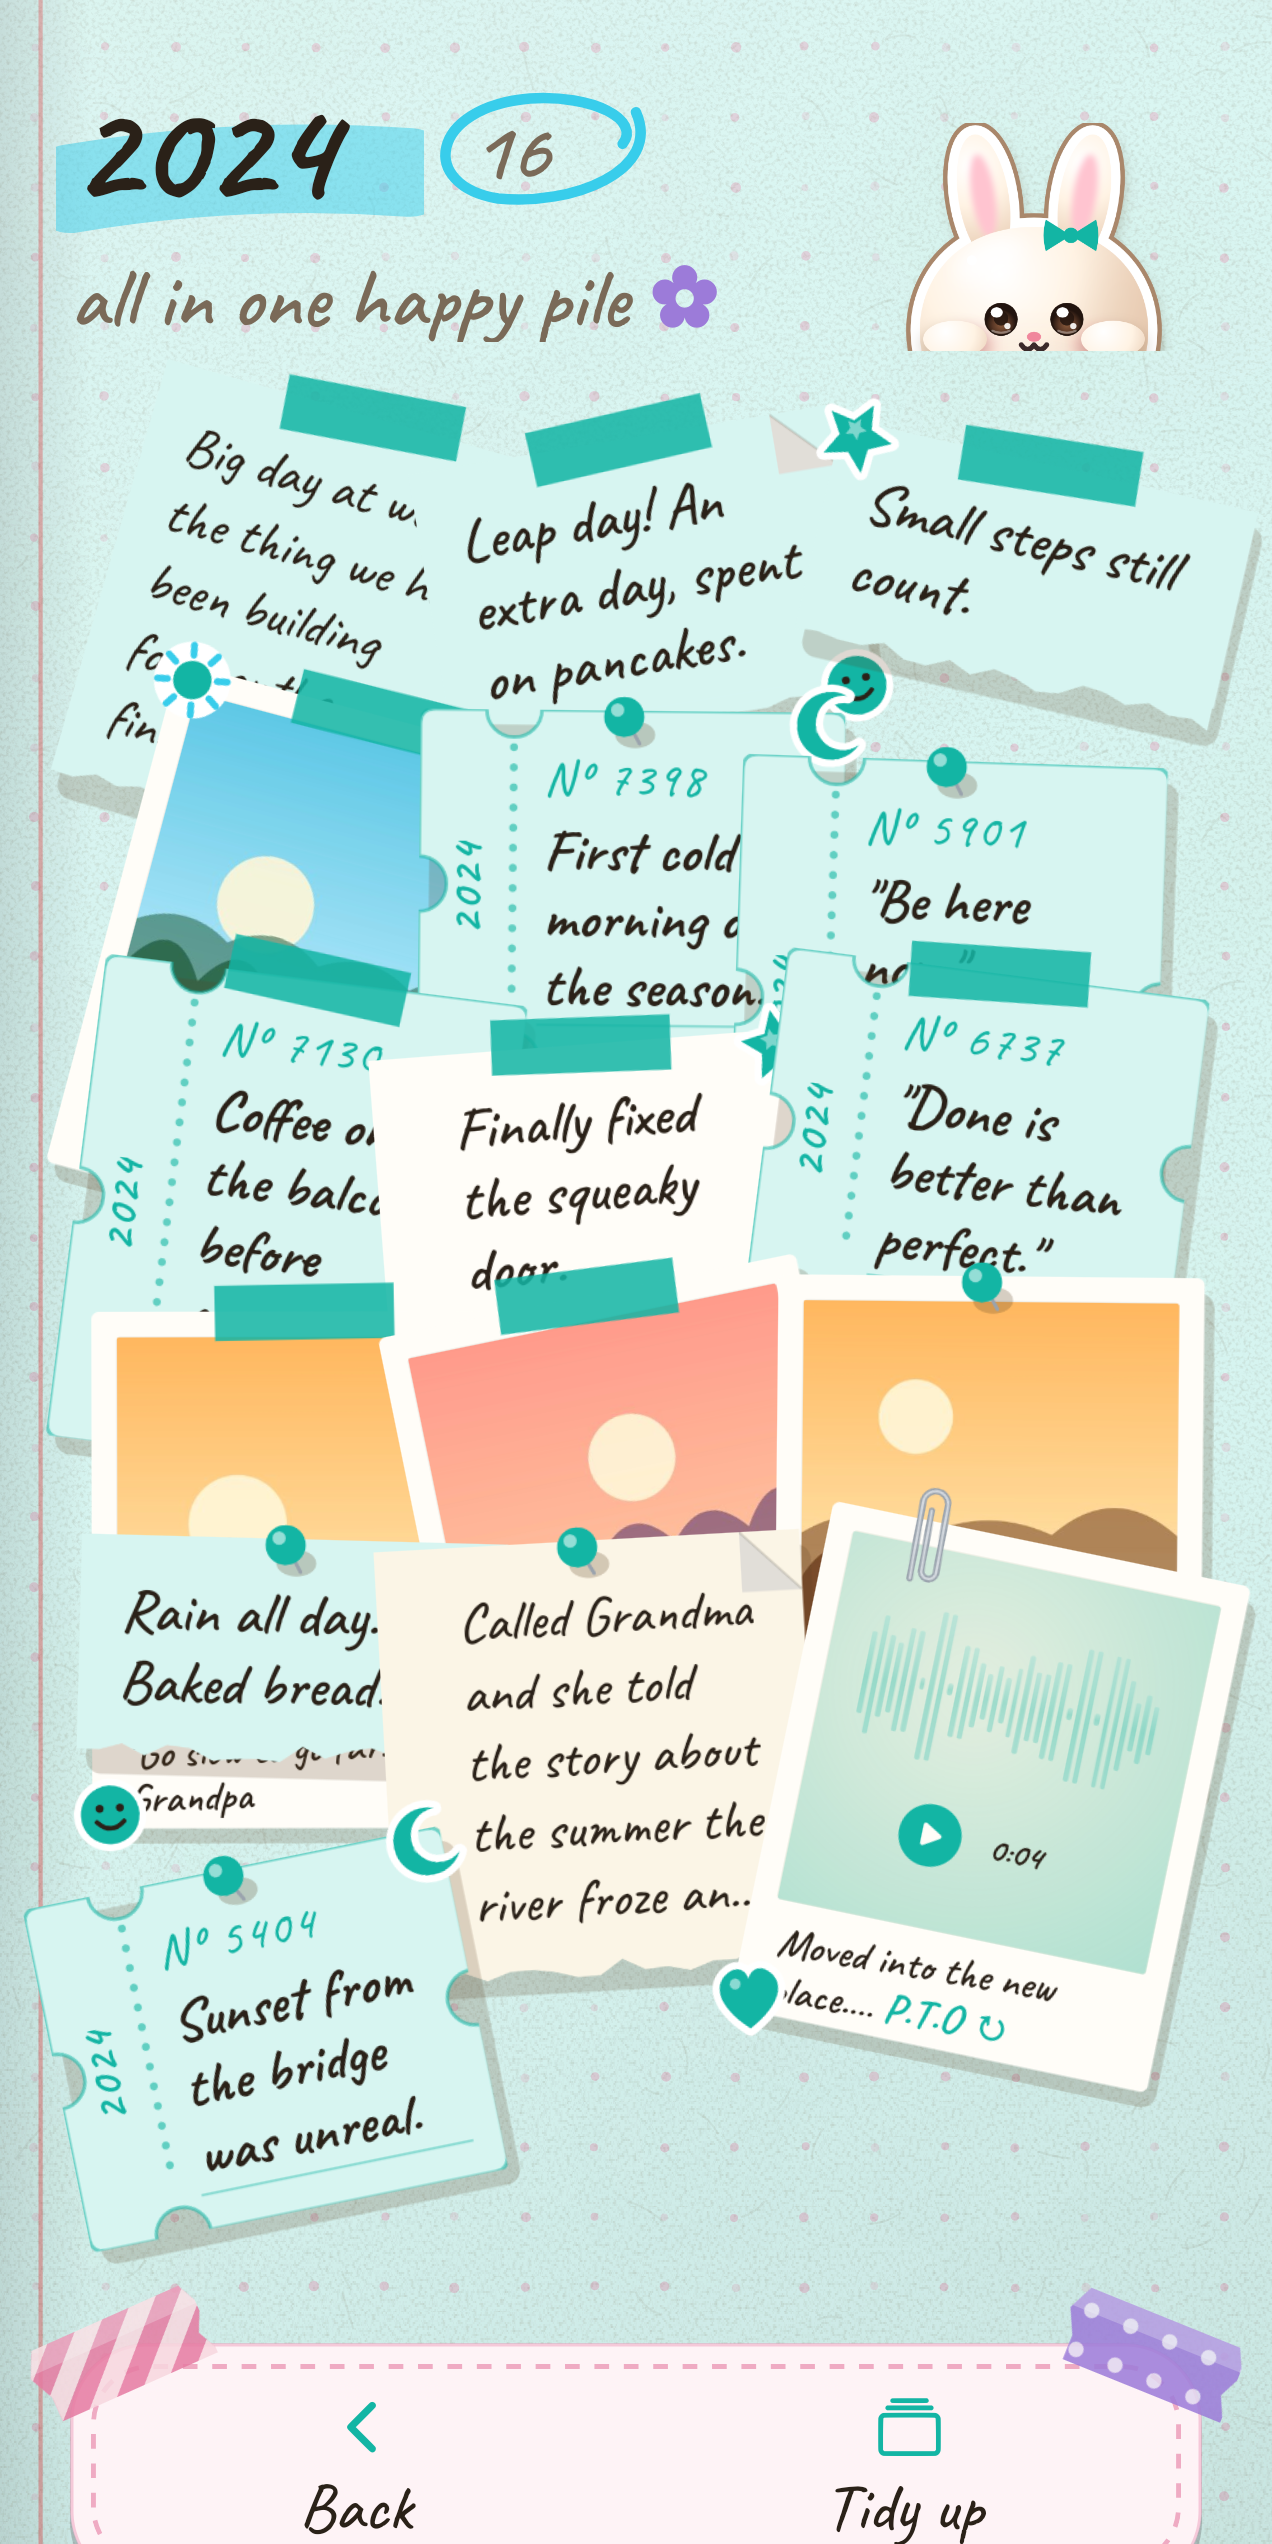 2024
16
all in one happy pile
Big day at
the thing we
been building
Leap day! An
extra day, spent
on pancakes.
Small steps still
count.
Nº 7398
2024
First cold
morning
the season.
Nº 5901
"Be here
Nº
2024
Coffee
the
before
Finally fixed
the squeaky
door.
Nº 6737
2024
"Done is
better than
perfect."
Rain all day.
Baked bread.
Grandpa
Called Grandma
and she told
the story about
the summer the
river froze an...
0:04
Moved into the new
P.T.O ↻
Nº 5404
2024
Sunset from
the bridge
was unreal.
Back
Tidy up